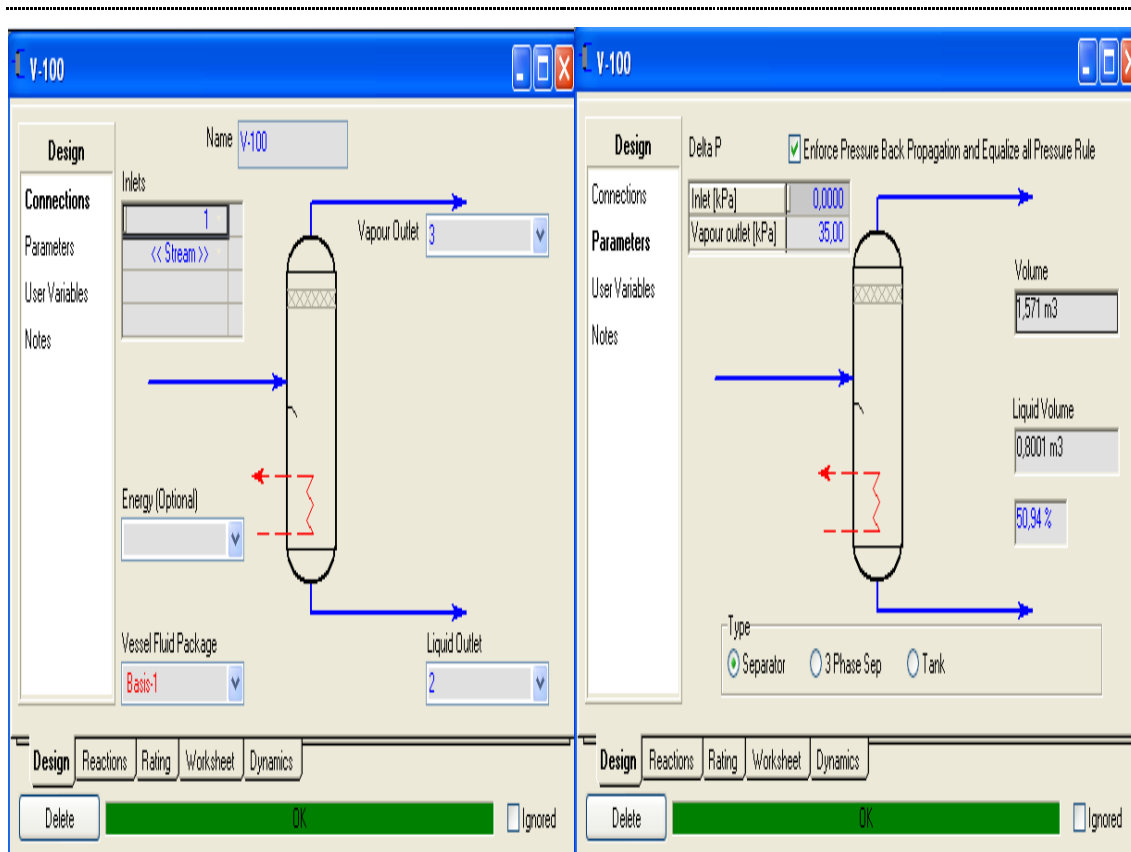 V-100
Design
Connections
Parameters
User Variables
Notes
Name V-100
Inlets
1
<< Stream >>
Vapour Outlet 3
Energy (Optional)
Vessel Fluid Package
Basis-1
Liquid Outlet
2
Design Reactions Rating Worksheet Dynamics
Delete OK Ignored
V-100
Design
Connections
Parameters
User Variables
Notes
Delta P Enforce Pressure Back Propagation and Equalize all Pressure Rule
Inlet [kPa] 0,0000
Vapour outlet [kPa] 35,00
Volume
1,571 m3
Liquid Volume
0,8001 m3
50,94 %
Type
Separator 3 Phase Sep Tank
Design Reactions Rating Worksheet Dynamics
Delete OK Ignored